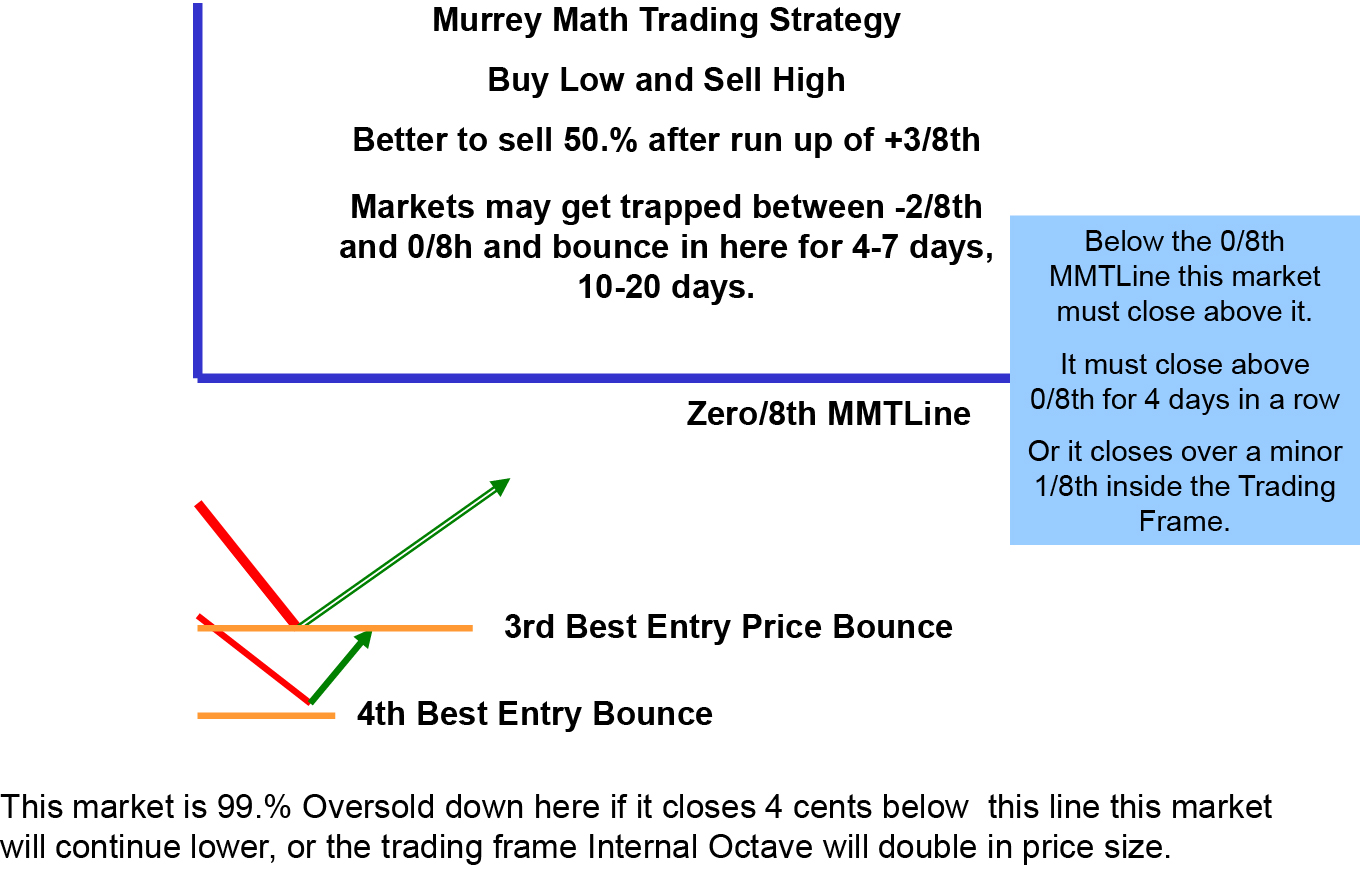 Murrey Math Trading Strategy
Buy Low and Sell High
Better to sell 50.% after run up of +3/8th
Markets may get trapped between -2/8th
and 0/8h and bounce in here for 4-7 days,
10-20 days.
Below the 0/8th
MMTLine this market
must close above it.
It must close above
0/8th for 4 days in a row
Or it closes over a minor
1/8th inside the Trading
Frame.
Zero/8th MMTLine
3rd Best Entry Price Bounce
4th Best Entry Bounce
This market is 99.% Oversold down here if it closes 4 cents below  this line this market
will continue lower, or the trading frame Internal Octave will double in price size.